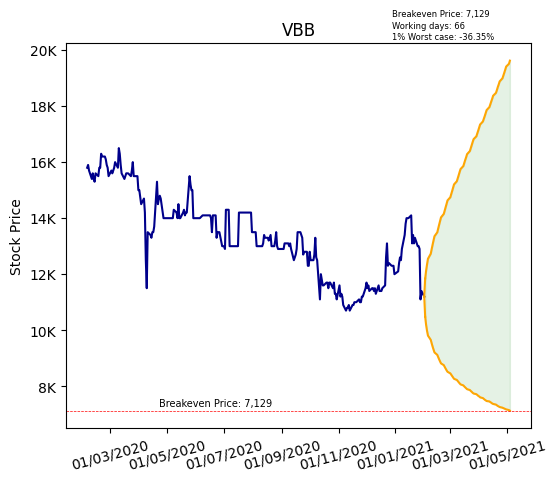 Breakeven Price: 7,129
Working days: 66
1% Worst case: -36.35%
VBB
Stock Price
20K
18K
16K
14K
12K
10K
8K
Breakeven Price: 7,129
01/03/2020
01/05/2020
01/07/2020
01/09/2020
01/11/2020
01/01/2021
01/03/2021
01/05/2021